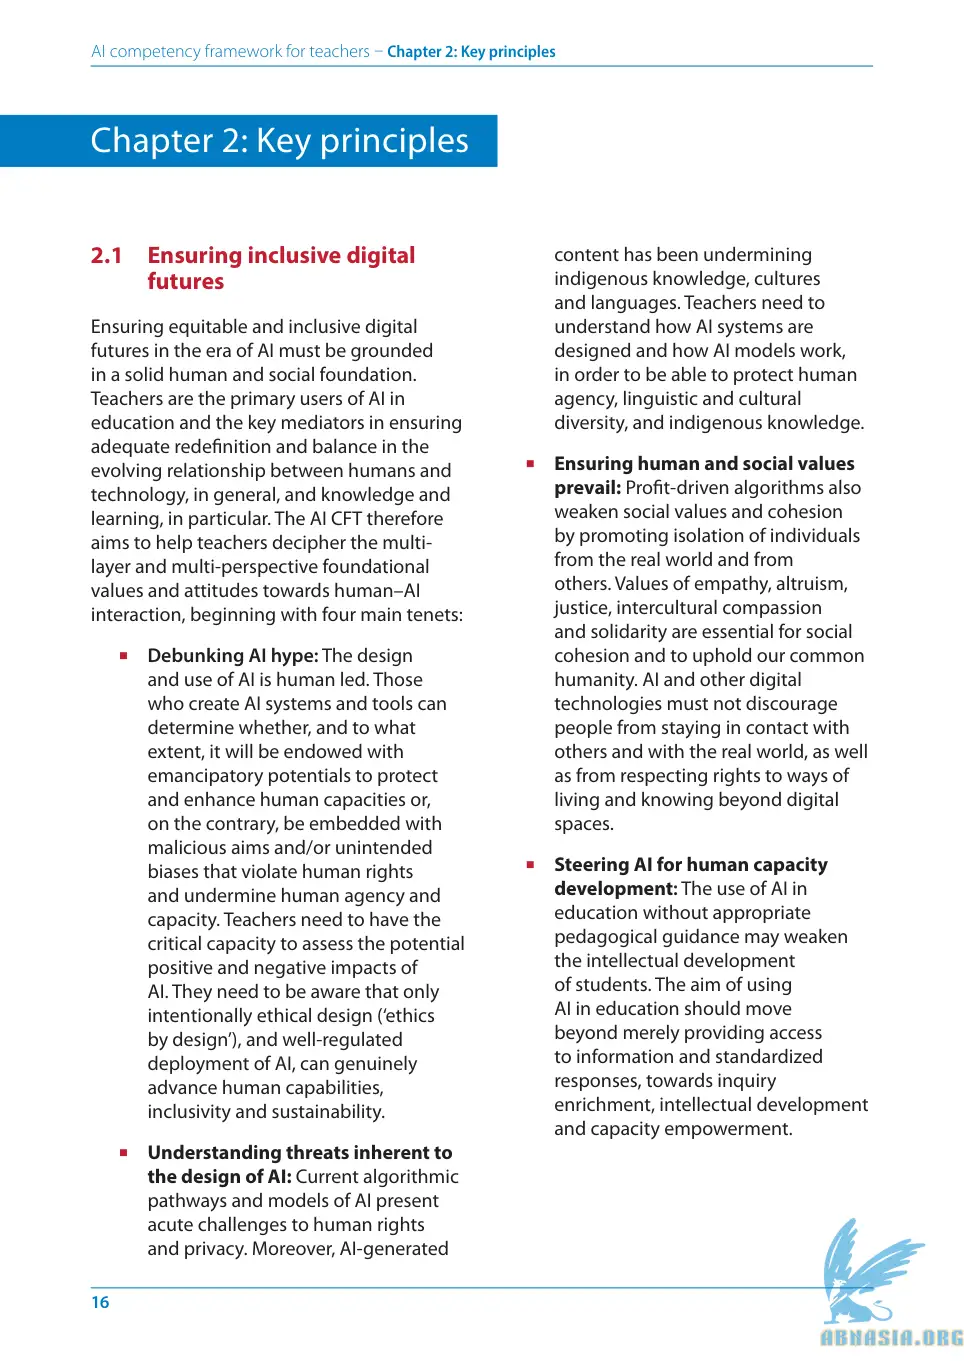 AI competency framework for teachers – Chapter 2: Key principles
Chapter 2: Key principles
2.1 Ensuring inclusive digital
futures
Ensuring equitable and inclusive digital
futures in the era of AI must be grounded
in a solid human and social foundation.
Teachers are the primary users of AI in
education and the key mediators in ensuring
adequate redefinition and balance in the
evolving relationship between humans and
technology, in general, and knowledge and
learning, in particular. The AI CFT therefore
aims to help teachers decipher the multi-
layer and multi-perspective foundational
values and attitudes towards human–AI
interaction, beginning with four main tenets:
▪ Debunking AI hype: The design
and use of AI is human led. Those
who create AI systems and tools can
determine whether, and to what
extent, it will be endowed with
emancipatory potentials to protect
and enhance human capacities or,
on the contrary, be embedded with
malicious aims and/or unintended
biases that violate human rights
and undermine human agency and
capacity. Teachers need to have the
critical capacity to assess the potential
positive and negative impacts of
AI. They need to be aware that only
intentionally ethical design (‘ethics
by design’), and well-regulated
deployment of AI, can genuinely
advance human capabilities,
inclusivity and sustainability.
▪ Understanding threats inherent to
the design of AI: Current algorithmic
pathways and models of AI present
acute challenges to human rights
and privacy. Moreover, AI-generated
content has been undermining
indigenous knowledge, cultures
and languages. Teachers need to
understand how AI systems are
designed and how AI models work,
in order to be able to protect human
agency, linguistic and cultural
diversity, and indigenous knowledge.
▪ Ensuring human and social values
prevail: Profit-driven algorithms also
weaken social values and cohesion
by promoting isolation of individuals
from the real world and from
others. Values of empathy, altruism,
justice, intercultural compassion
and solidarity are essential for social
cohesion and to uphold our common
humanity. AI and other digital
technologies must not discourage
people from staying in contact with
others and with the real world, as well
as from respecting rights to ways of
living and knowing beyond digital
spaces.
▪ Steering AI for human capacity
development: The use of AI in
education without appropriate
pedagogical guidance may weaken
the intellectual development
of students. The aim of using
AI in education should move
beyond merely providing access
to information and standardized
responses, towards inquiry
enrichment, intellectual development
and capacity empowerment.
16
ABNASIA.ORG